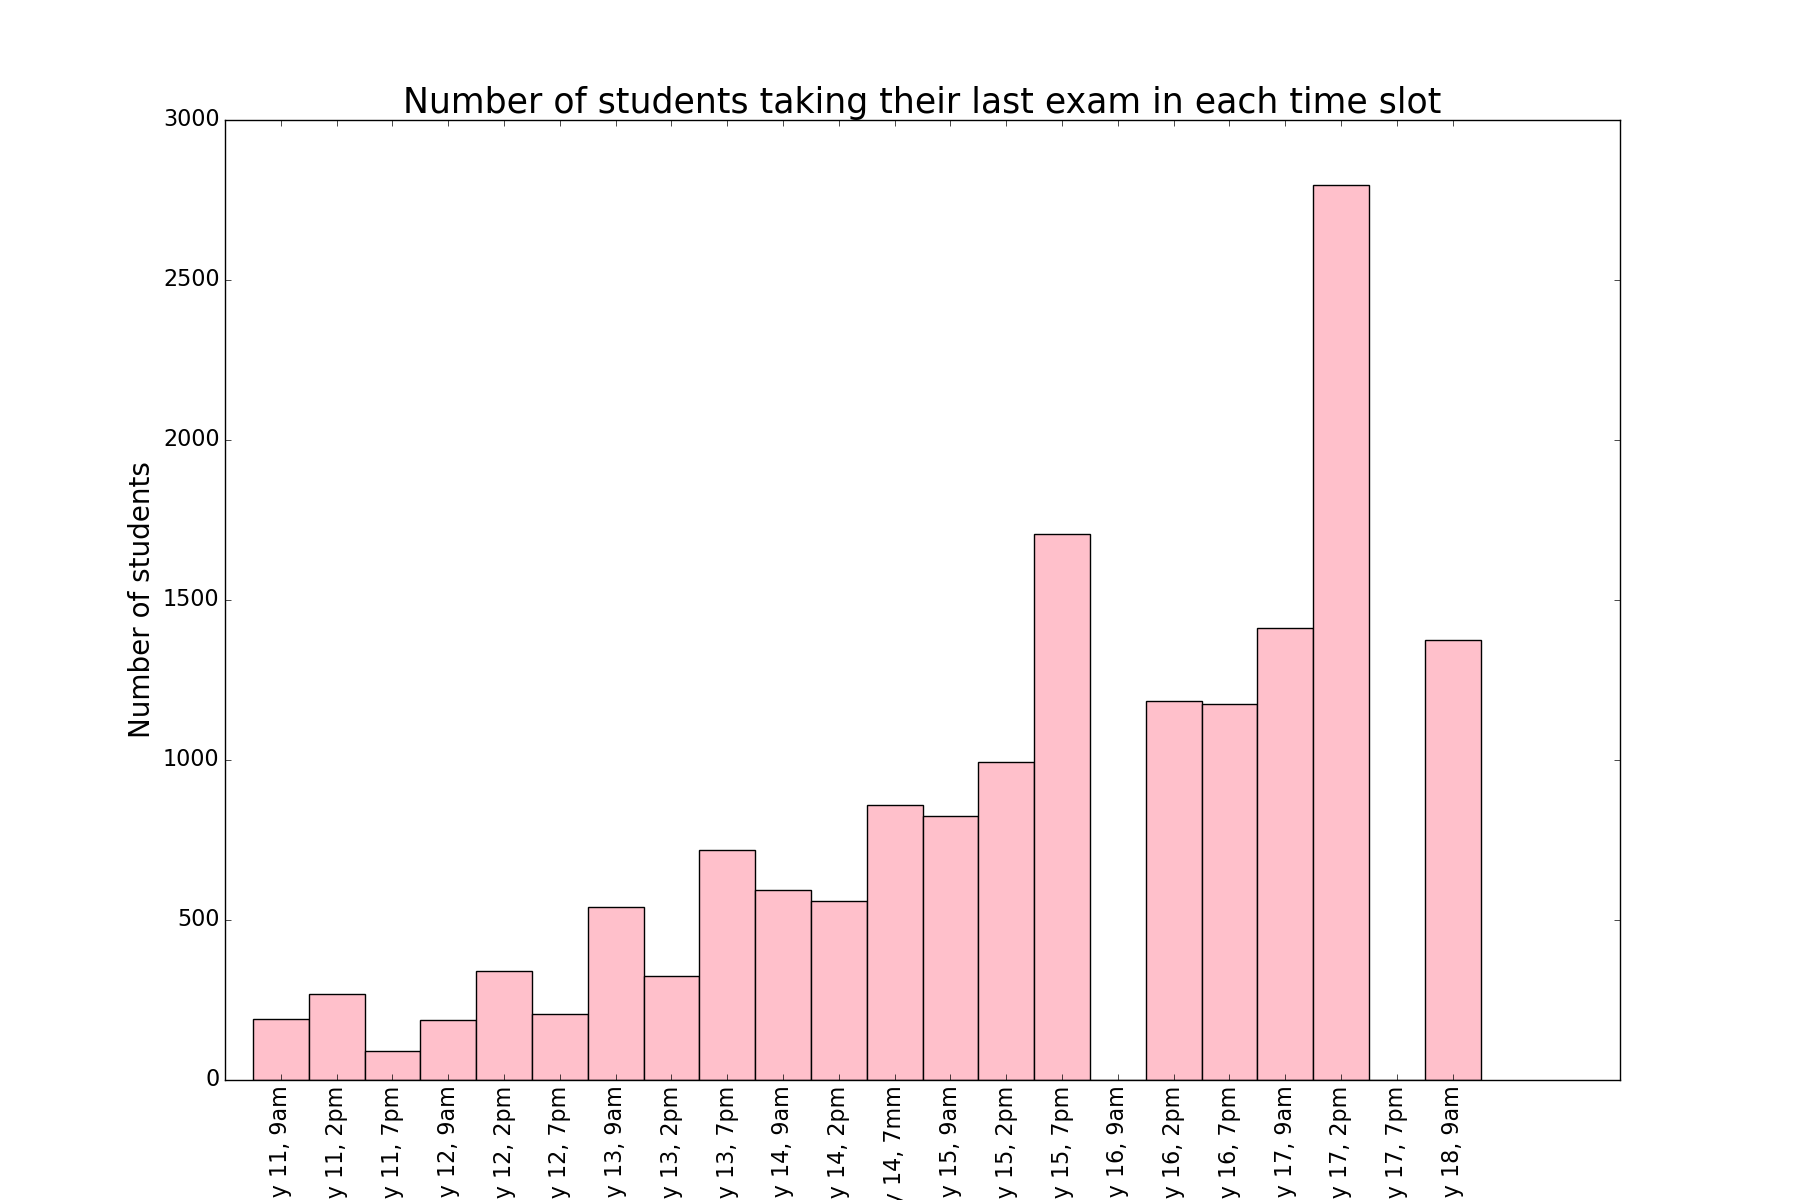 Number of students taking their last exam in each time slot
Number of students
3000
2500
2000
1500
1000
500
0
y 11, 9am
y 11, 2pm
y 11, 7pm
y 12, 9am
y 12, 2pm
y 12, 7pm
y 13, 9am
y 13, 2pm
y 13, 7pm
y 14, 9am
y 14, 2pm
y 14, 7mm
y 15, 9am
y 15, 2pm
y 15, 7pm
y 16, 9am
y 16, 2pm
y 16, 7pm
y 17, 9am
y 17, 2pm
y 17, 7pm
y 18, 9am